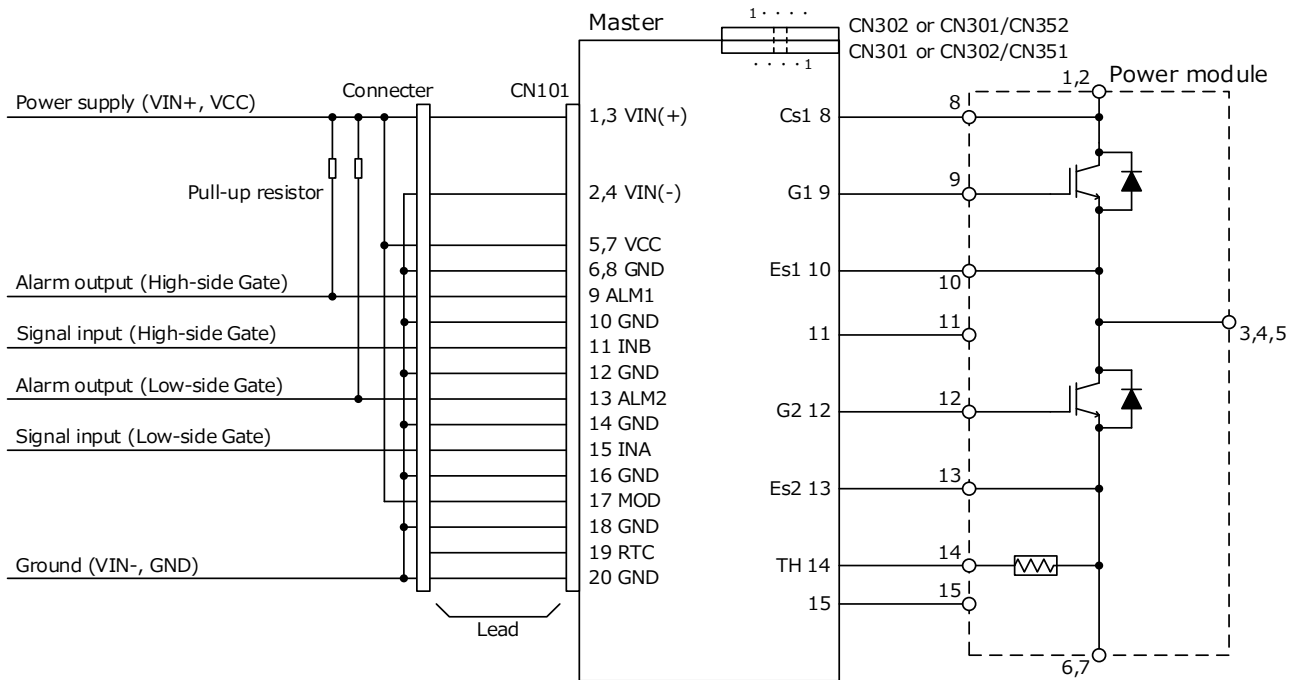 Master
1 · · · ·
CN302 or CN301/CN352
CN301 or CN302/CN351
· · · · 1
Power supply (VIN+, VCC)
Connecter
CN101
Pull-up resistor
Alarm output (High-side Gate)
Signal input (High-side Gate)
Alarm output (Low-side Gate)
Signal input (Low-side Gate)
Ground (VIN-, GND)
Lead
1,3 VIN(+)
2,4 VIN(-)
5,7 VCC
6,8 GND
9 ALM1
10 GND
11 INB
12 GND
13 ALM2
14 GND
15 INA
16 GND
17 MOD
18 GND
19 RTC
20 GND
Cs1 8
G1 9
Es1 10
11
G2 12
Es2 13
TH 14
15
1,2
Power module
8
9
10
11
12
13
14
15
3,4,5
6,7